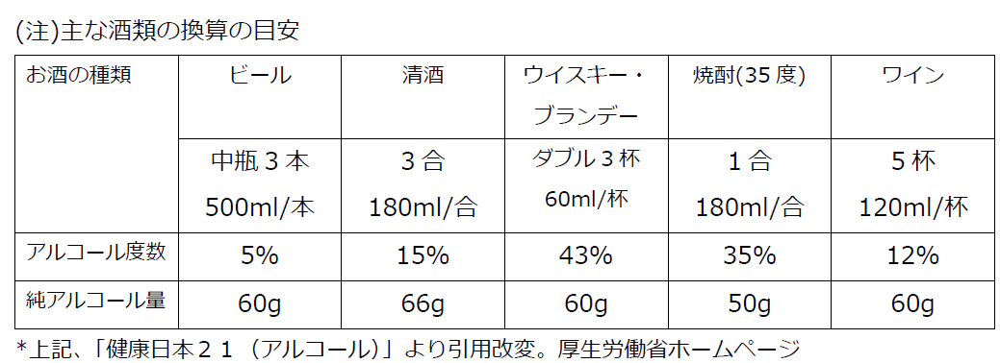 (注)主な酒類の換算の目安
お酒の種類 ビール 清酒 ウイスキー・ 焼酎(35度) ワイン
ブランデー
中瓶3本 3合 ダブル3杯 1合 5杯
500ml/本 180ml/合 60ml/杯 180ml/合 120ml/杯
アルコール度数 5% 15% 43% 35% 12%
純アルコール量 60g 66g 60g 50g 60g
*上記、「健康日本21（アルコール）」より引用改変。厚生労働省ホームページ